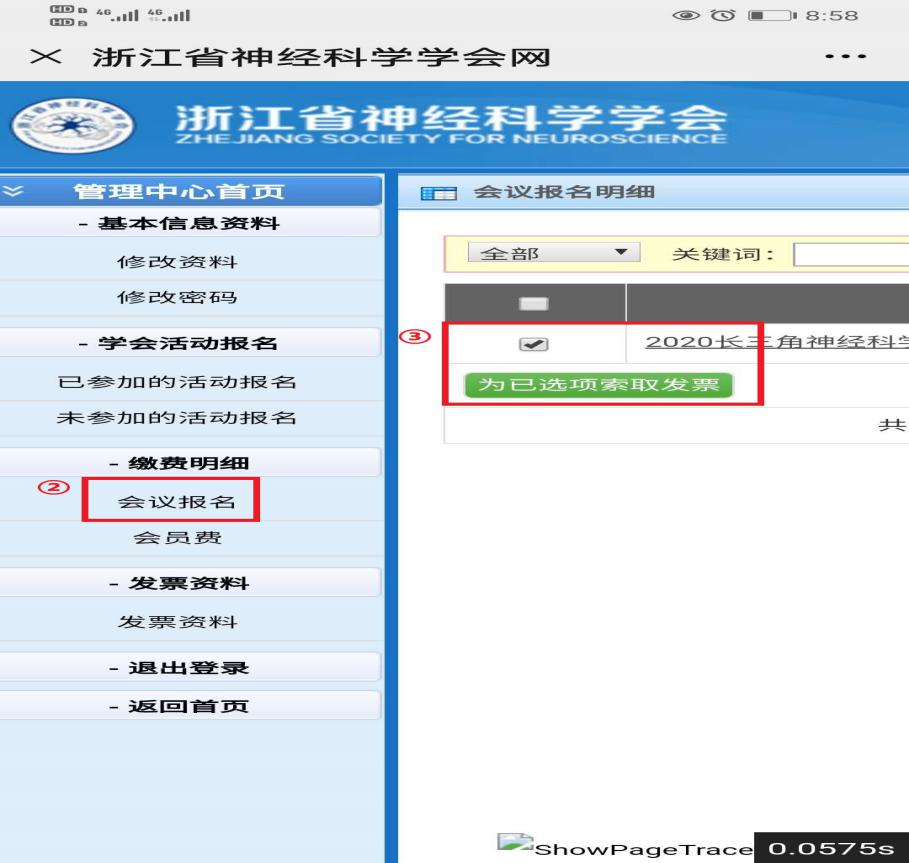 4G 4G 8:58
浙江省神经科学学会网
浙江省神经科学学会
ZHEJIANG SOCIETY FOR NEUROSCIENCE
管理中心首页
- 基本信息资料
修改资料
修改密码
- 学会活动报名
已参加的活动报名
未参加的活动报名
- 缴费明细
②
会议报名
会员费
- 发票资料
发票资料
- 退出登录
- 返回首页
会议报名明细
全部 关键词：
③
2020长三角神经科学
为已选项索取发票
共
ShowPageTrace 0.0575s